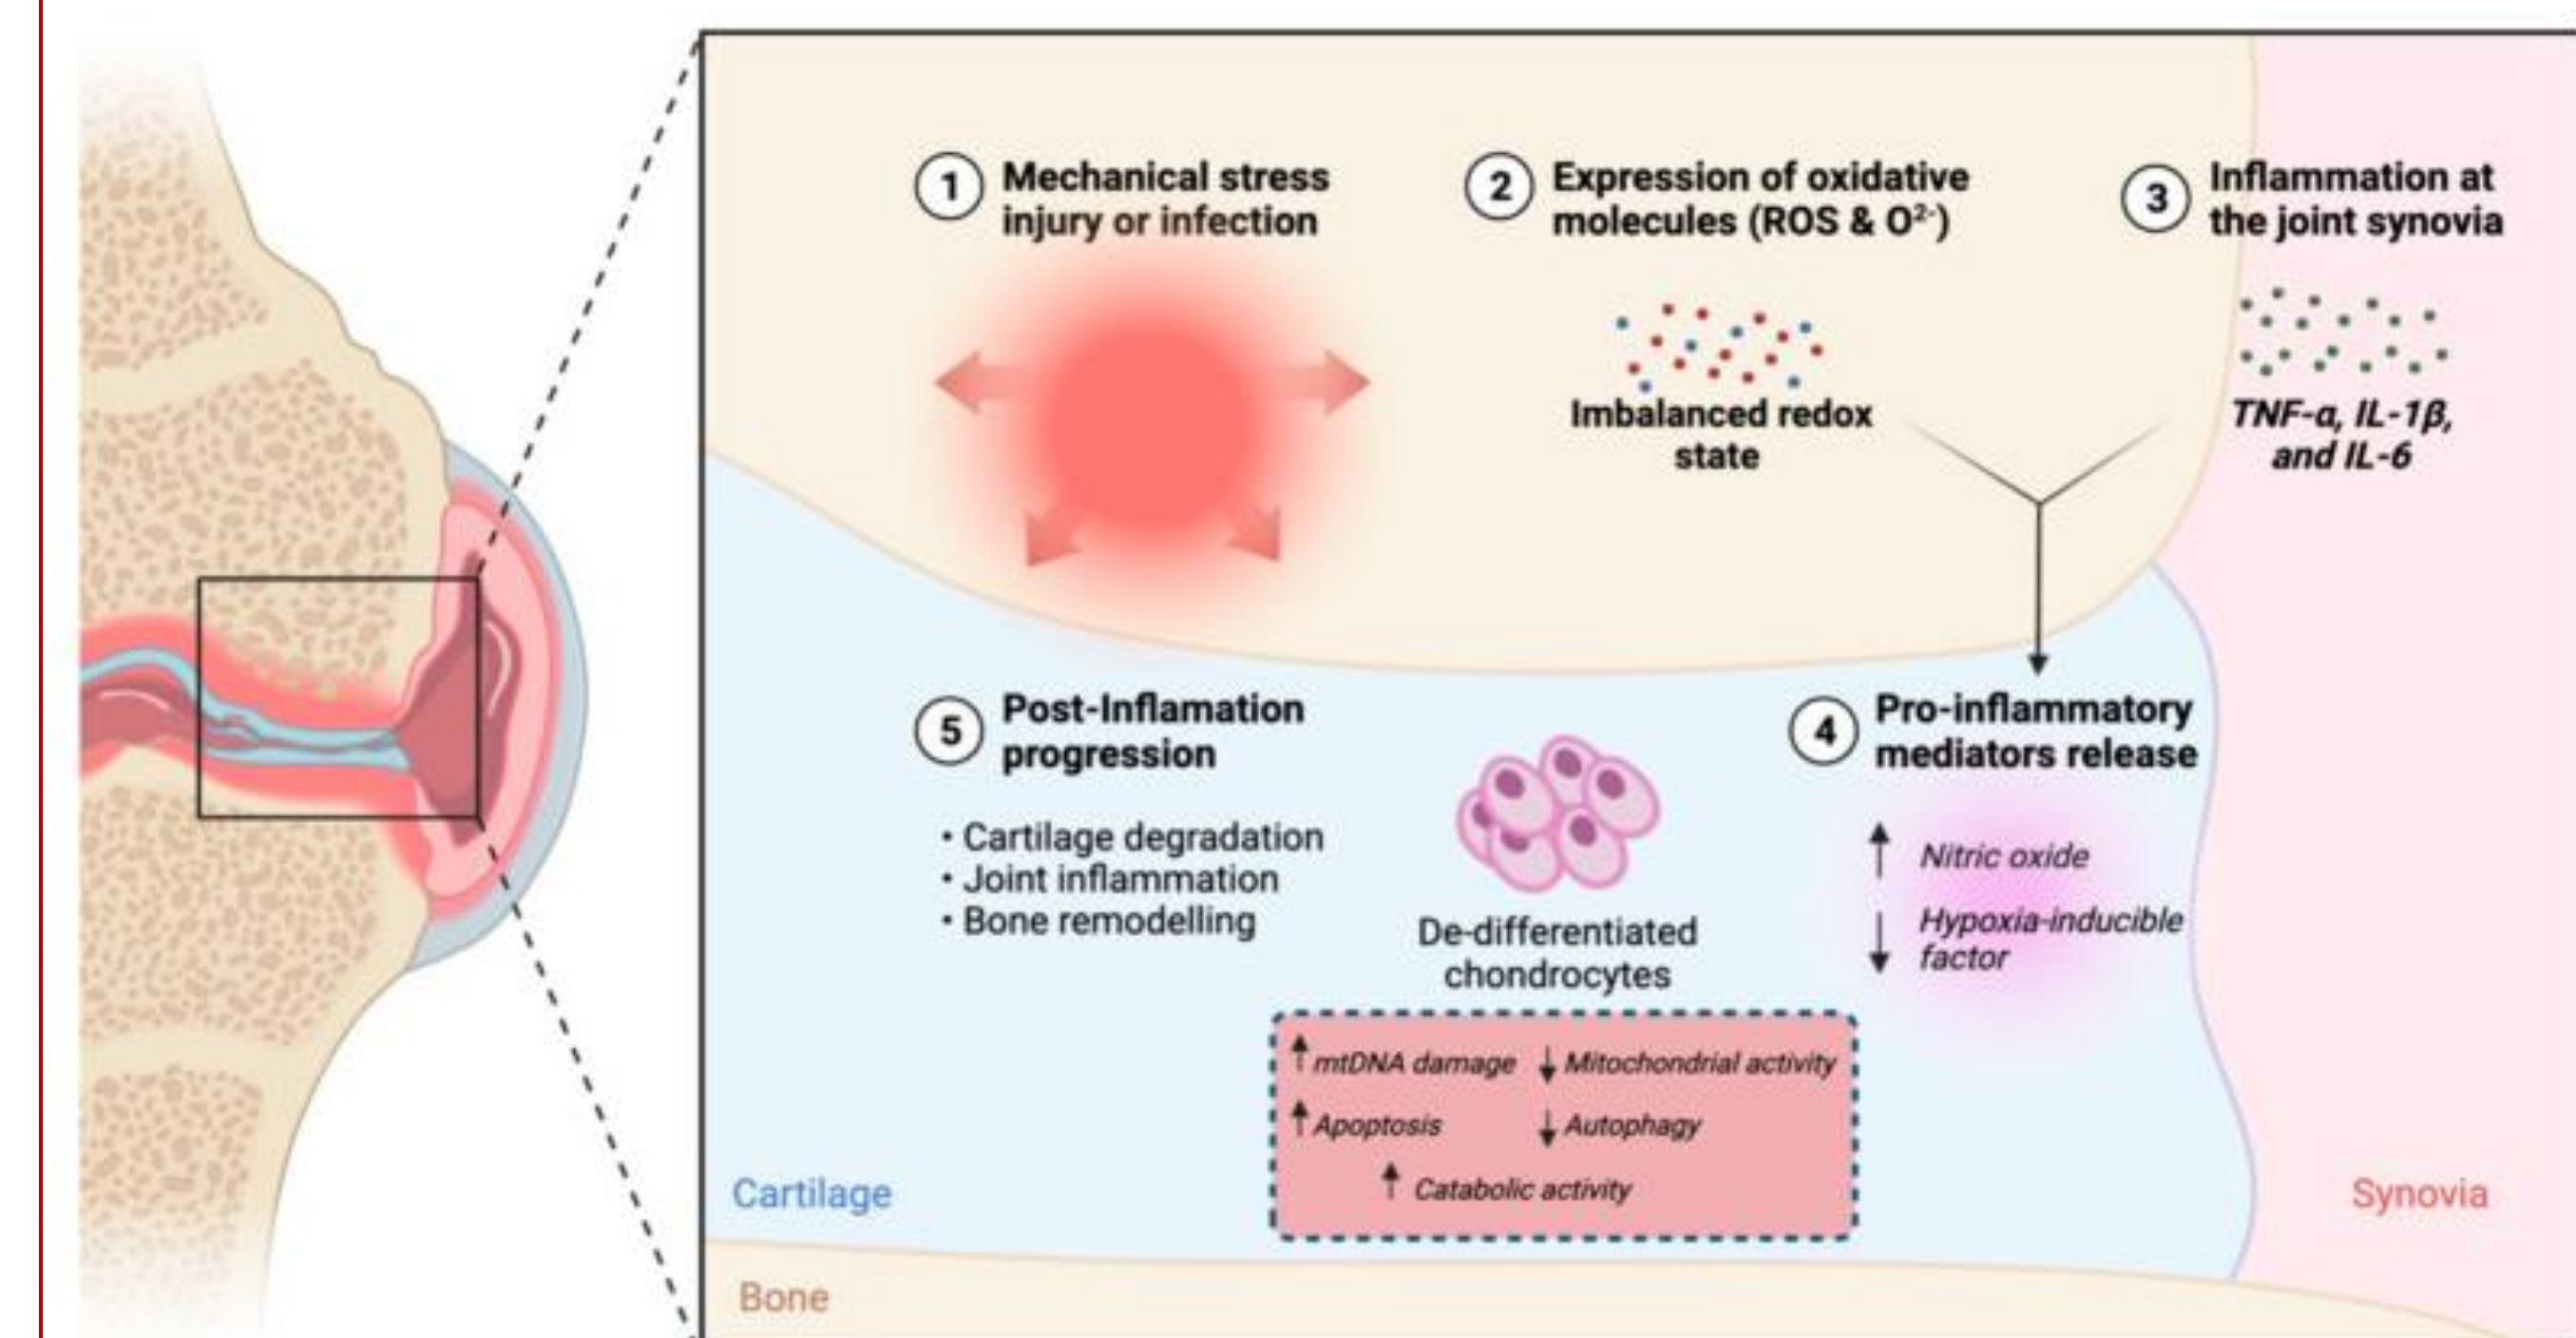 1
Mechanical stress
injury or infection
2
Expression of oxidative
molecules (ROS & O²⁻)
Imbalanced redox
state
3
Inflammation at
the joint synovia
TNF-α, IL-1β,
and IL-6
4
Pro-inflammatory
mediators release
↑ Nitric oxide
↓ Hypoxia-inducible
factor
5
Post-Inflamation
progression
• Cartilage degradation
• Joint inflammation
• Bone remodelling
De-differentiated
chondrocytes
↑ mtDNA damage ↓ Mitochondrial activity
↑ Apoptosis ↓ Autophagy
↑ Catabolic activity
Cartilage
Synovia
Bone